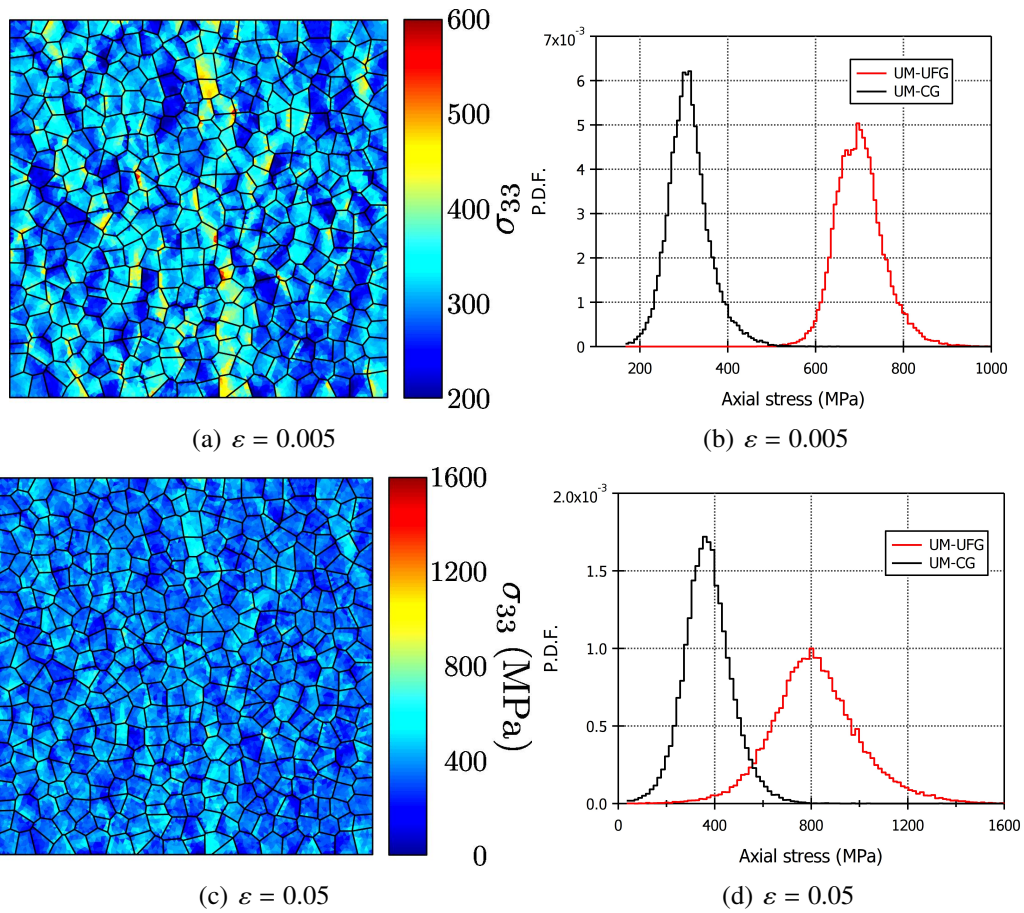 600
500
400
300
200
σ33
(a) ε = 0.005
7x10-3
6
5
4
3
2
1
0
P.D.F.
UM-UFG
UM-CG
200 400 600 800 1000
Axial stress (MPa)
(b) ε = 0.005
1600
1200
800
400
0
σ33 (MPa)
(c) ε = 0.05
2.0x10-3
1.5
1.0
0.5
0.0
P.D.F.
UM-UFG
UM-CG
0 400 800 1200 1600
Axial stress (MPa)
(d) ε = 0.05